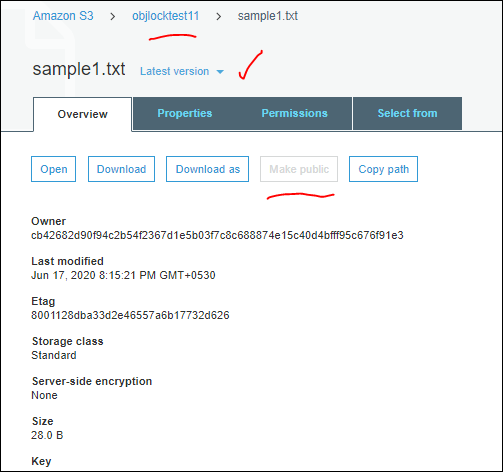 Amazon S3 > objlocktest11 > sample1.txt
sample1.txt Latest version
Overview Properties Permissions Select from
Open Download Download as Make public Copy path
Owner
cb42682d90f94c2b54f2367d1e5b03f7c8c688874e15c40d4bfff95c676f91e3
Last modified
Jun 17, 2020 8:15:21 PM GMT+0530
Etag
8001128dba33d2e46557a6b17732d626
Storage class
Standard
Server-side encryption
None
Size
28.0 B
Key